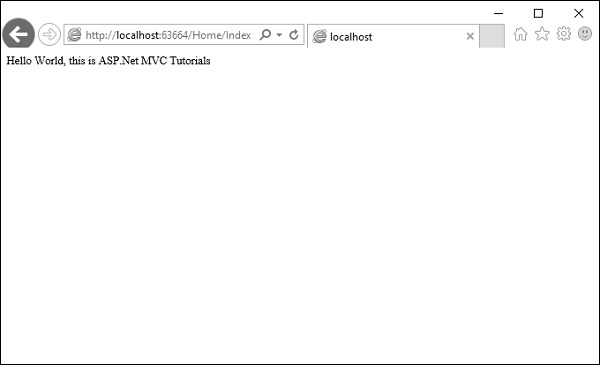 http://localhost:63664/Home/Index
localhost
Hello World, this is ASP.Net MVC Tutorials